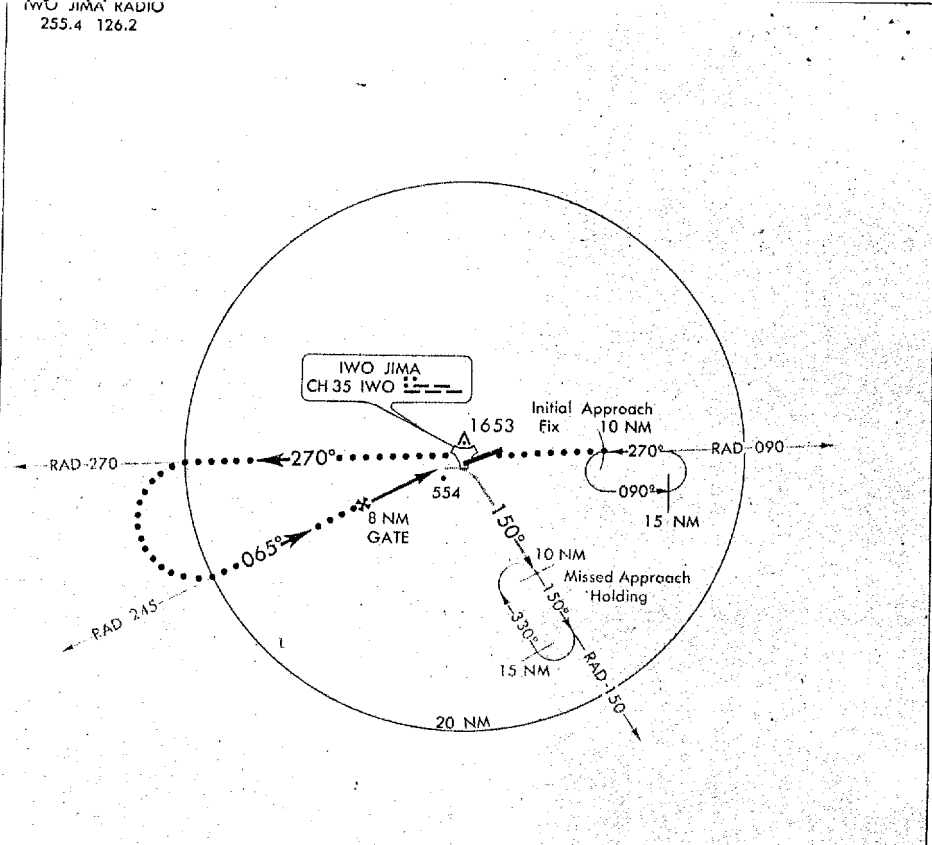 IWO JIMA RADIO
255.4 126.2
IWO JIMA
CH 35 IWO
1653
Initial Approach
Fix 10 NM
RAD-270
270°
270°
RAD-090
090°
15 NM
554
8 NM
GATE
065°
RAD 245
150°
10 NM
Missed Approach
Holding
150°
330°
15 NM
RAD-150
20 NM